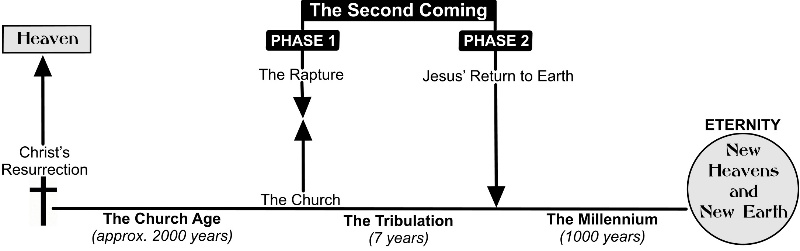 The Second Coming
Heaven
PHASE 1
PHASE 2
The Rapture
Jesus' Return to Earth
ETERNITY
New
Heavens
and
New Earth
Christ's
Resurrection
The Church
The Church Age
(approx. 2000 years)
The Tribulation
(7 years)
The Millennium
(1000 years)